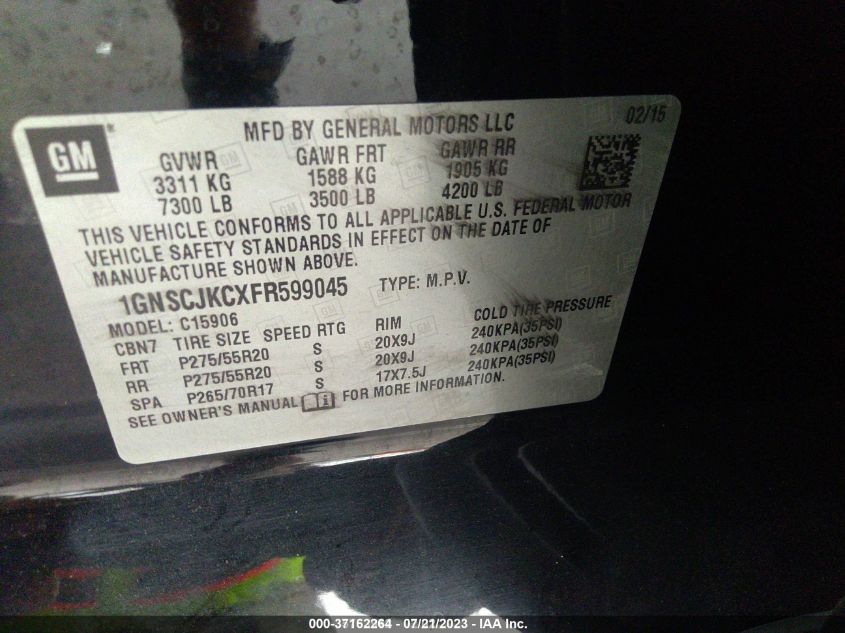 GM
MFD BY GENERAL MOTORS LLC
02/15
GVWR GAWR FRT GAWR RR
3311 KG 1588 KG 1905 KG
7300 LB 3500 LB 4200 LB
THIS VEHICLE CONFORMS TO ALL APPLICABLE U.S. FEDERAL MOTOR
VEHICLE SAFETY STANDARDS IN EFFECT ON THE DATE OF
MANUFACTURE SHOWN ABOVE.
1GNSCJKCXFR599045 TYPE: M.P.V.
MODEL: C15906
CBN7 TIRE SIZE SPEED RTG RIM COLD TIRE PRESSURE
FRT P275/55R20 S 20X9J 240KPA(35PSI)
RR P275/55R20 S 20X9J 240KPA(35PSI)
SPA P265/70R17 S 17X7.5J 240KPA(35PSI)
SEE OWNER'S MANUAL FOR MORE INFORMATION.
000-37162264 - 07/21/2023 - IAA Inc.